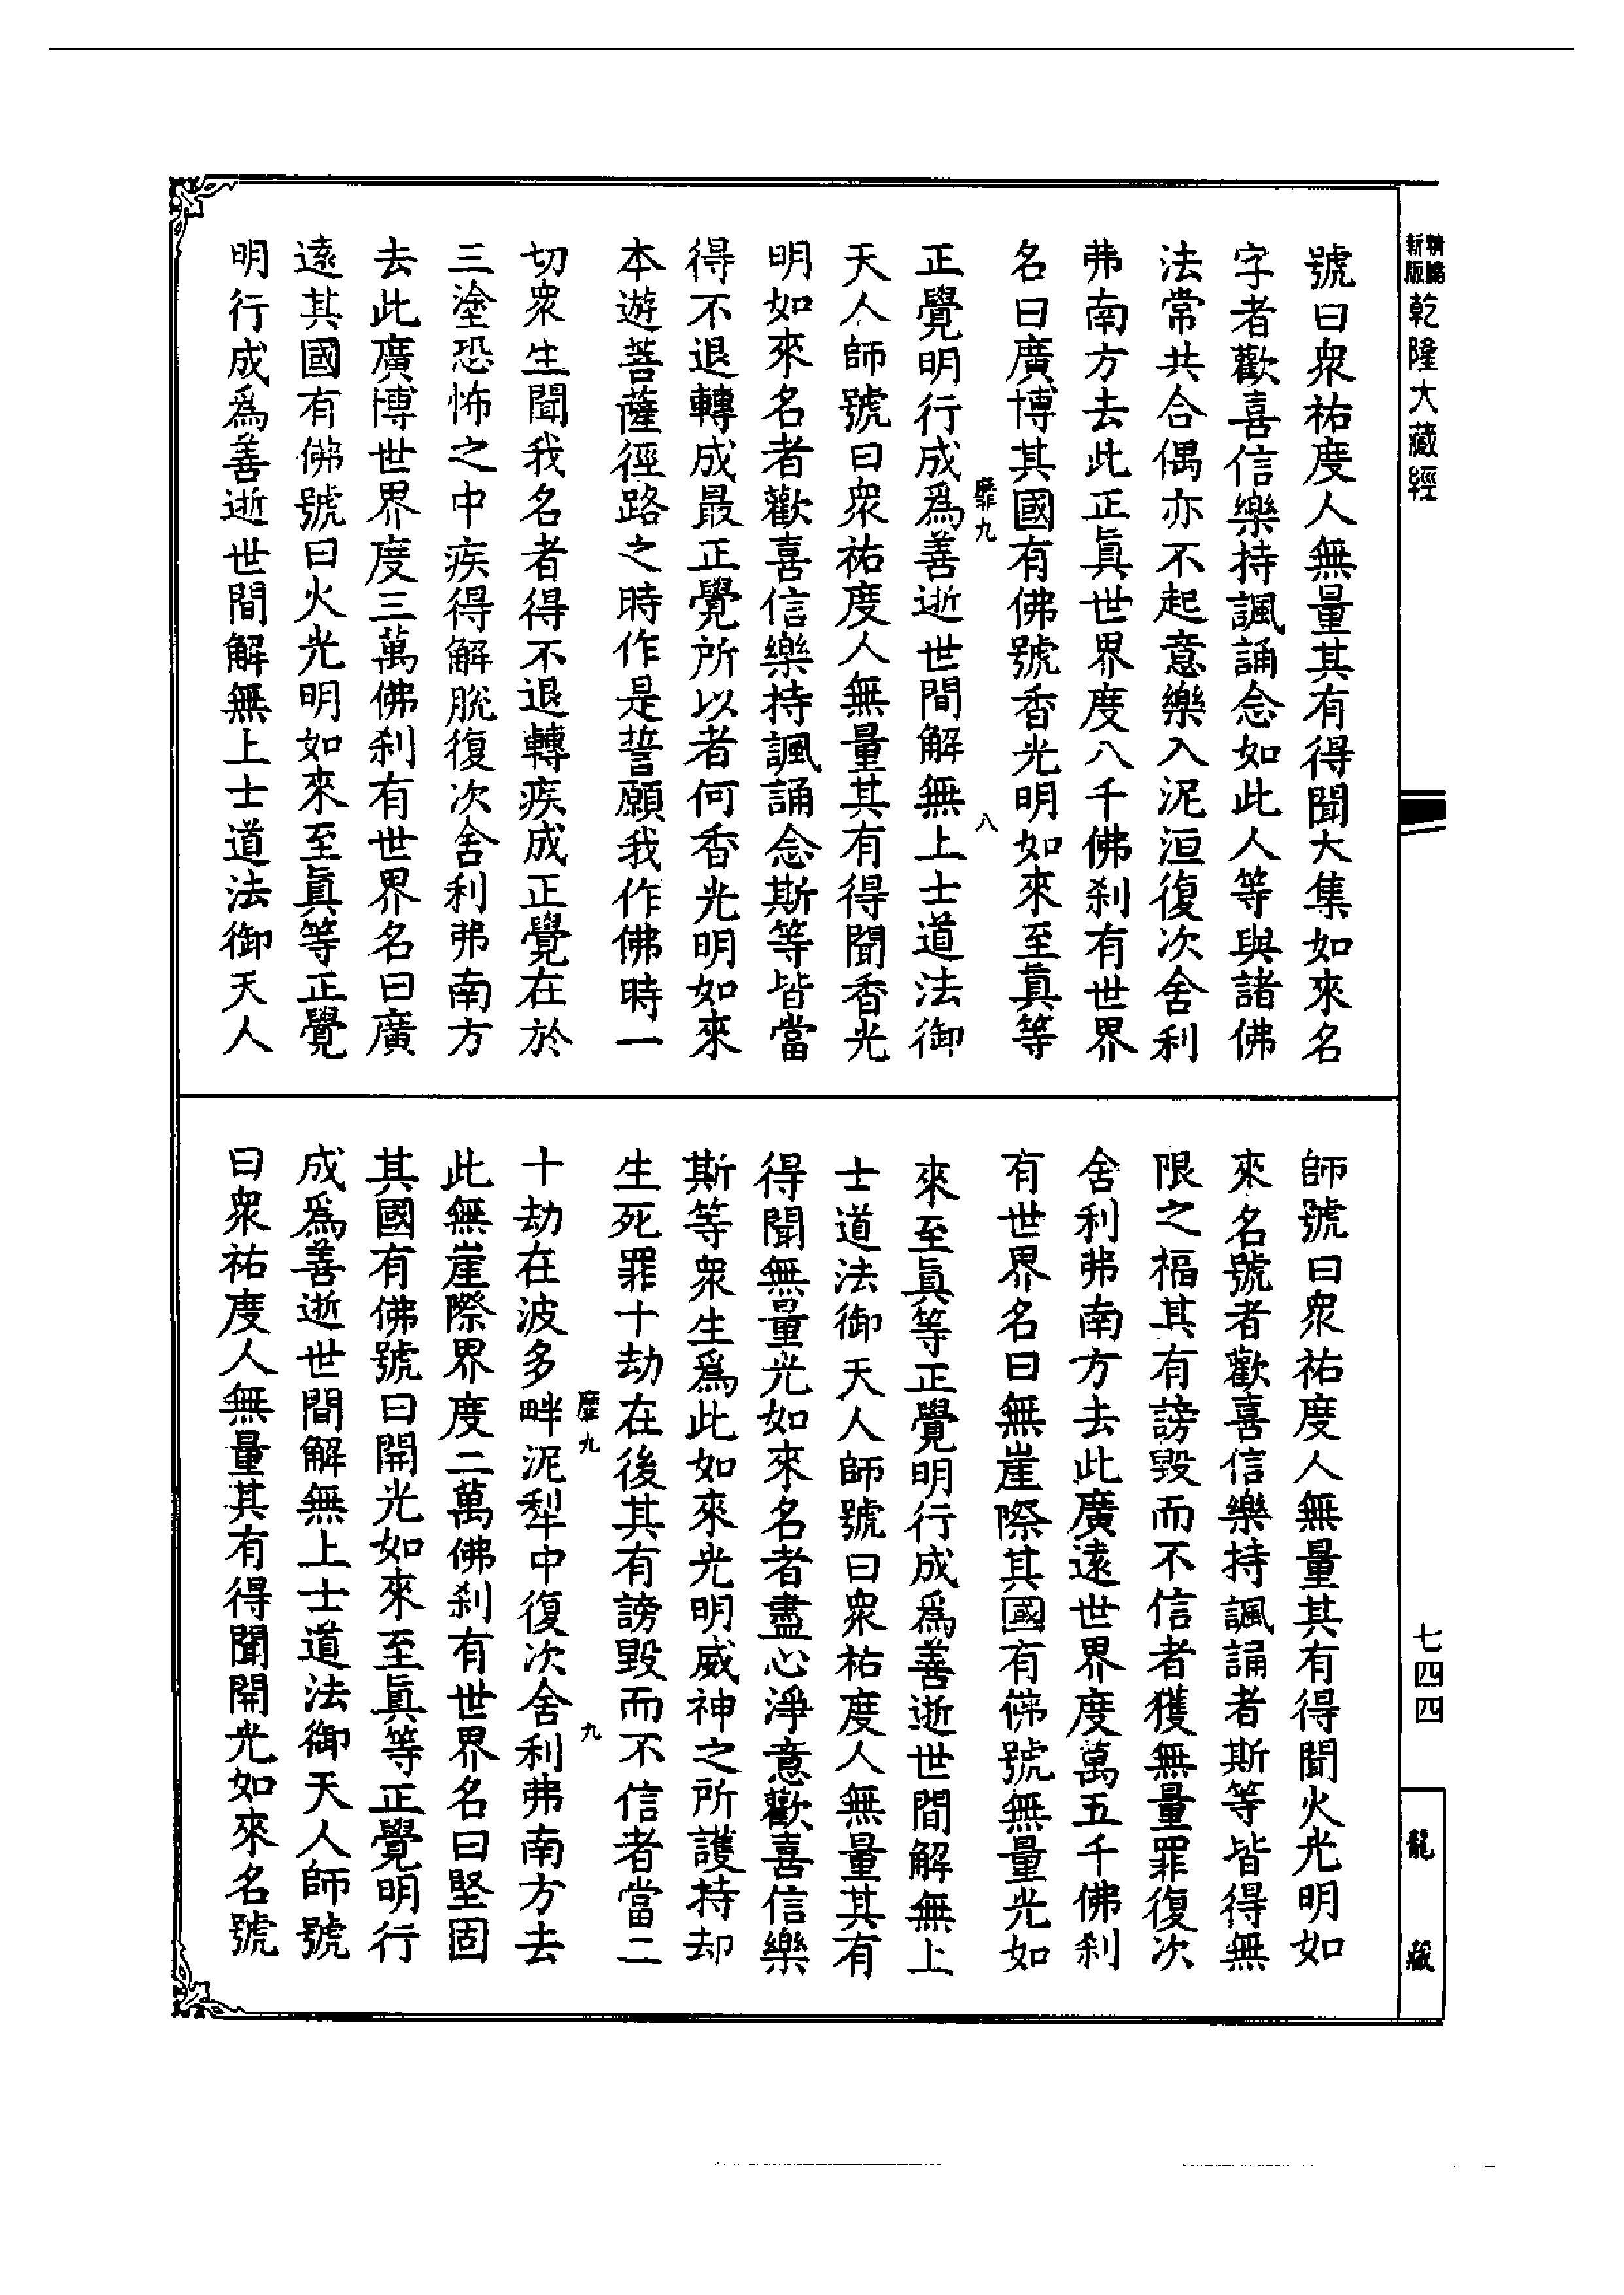 新版
精縮
乾隆大藏經
七四四
龍藏
號曰衆祐度人無量其有得聞大集如來名
字者歡喜信樂持諷誦念如此人等與諸佛
法常共合偶亦不起意樂入泥洹復次舍利
弗南方去此正眞世界度八千佛刹有世界
名曰廣博其國有佛號香光明如來至眞等
九
八
正覺明行成爲善逝世間解無上士道法御
天人師號曰衆祐度人無量其有得聞香光
明如來名者歡喜信樂持諷誦念斯等皆當
得不退轉成最正覺所以者何香光明如來
本遊菩薩徑路之時作是誓願我作佛時一
切衆生聞我名者得不退轉疾成正覺在於
三塗恐怖之中疾得解脫復次舍利弗南方
去此廣博世界度三萬佛刹有世界名曰廣
遠其國有佛號曰火光明如來至眞等正覺
明行成爲善逝世間解無上士道法御天人
師號曰衆祐度人無量其有得聞火光明如
來名號者歡喜信樂持諷誦者斯等皆得無
限之福其有謗毀而不信者獲無量罪復次
舍利弗南方去此廣遠世界度萬五千佛刹
有世界名曰無崖際其國有佛號無量光如
來至眞等正覺明行成爲善逝世間解無上
士道法御天人師號曰衆祐度人無量其有
得聞無量光如來名者盡心淨意歡喜信樂
斯等衆生爲此如來光明威神之所護持却
生死罪十劫在後其有謗毀而不信者當二
九
九
十劫在波多畔泥犁中復次舍利弗南方去
此無崖際界度二萬佛刹有世界名曰堅固
其國有佛號曰開光如來至眞等正覺明行
成爲善逝世間解無上士道法御天人師號
曰衆祐度人無量其有得聞開光如來名號